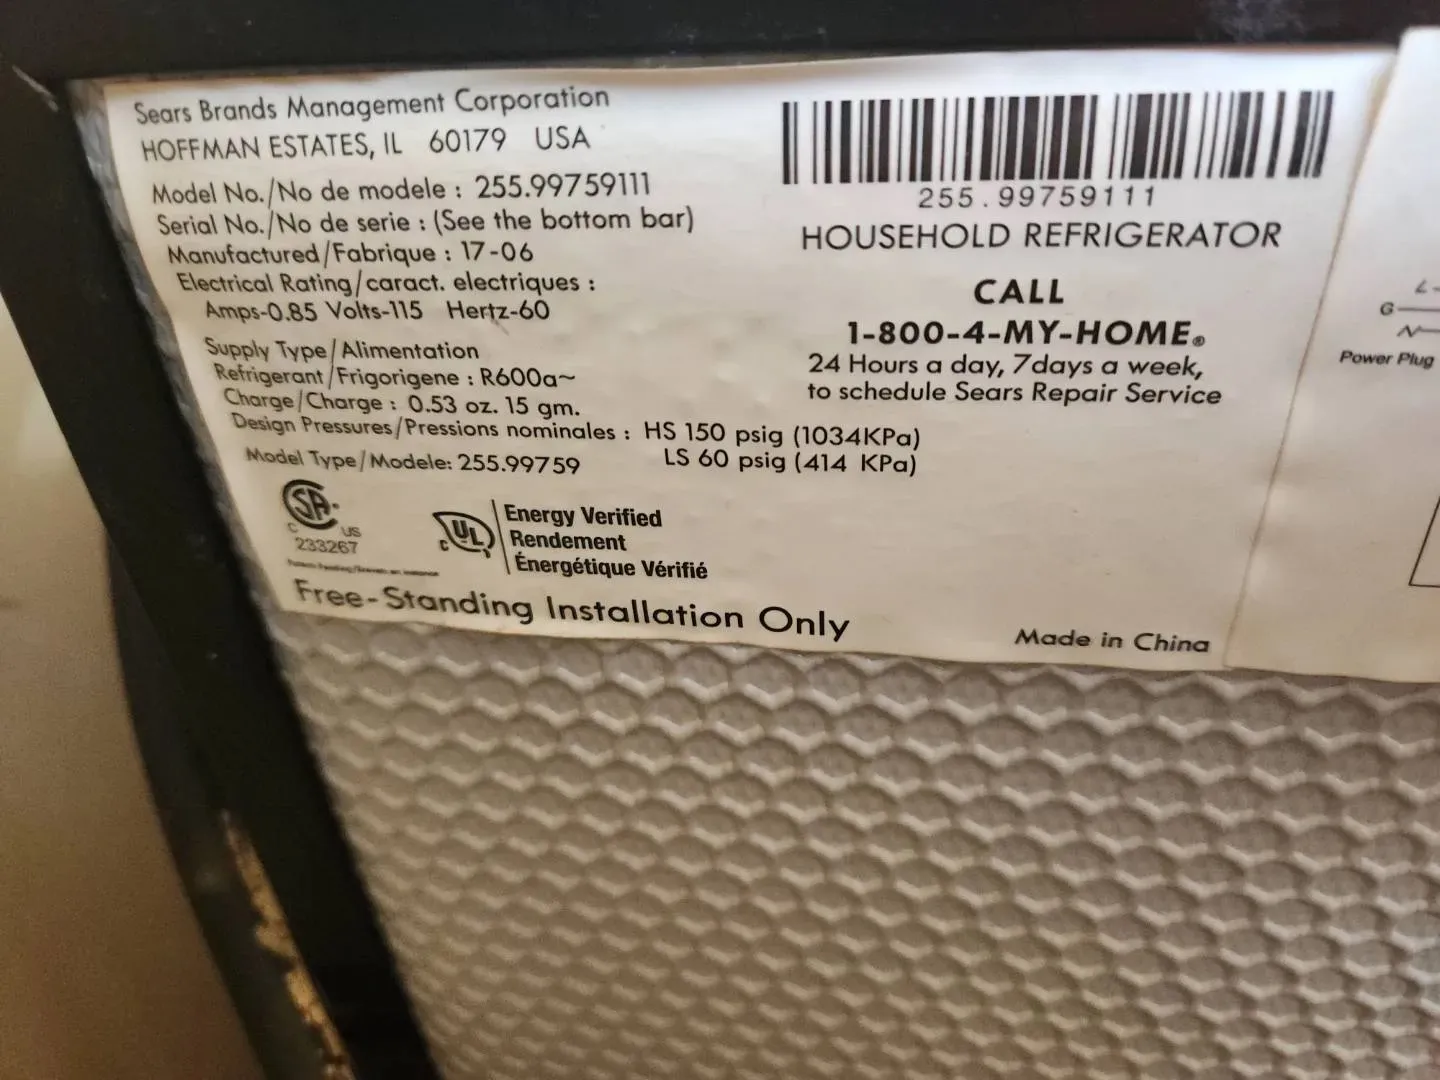 Sears Brands Management Corporation
HOFFMAN ESTATES, IL 60179 USA
Model No./No de modele : 255.99759111
Serial No./No de serie : (See the bottom bar)
Manufactured/Fabrique : 17-06
Electrical Rating/caract. electriques :
Amps-0.85 Volts-115 Hertz-60
Supply Type/Alimentation
Refrigerant/Frigorigene : R600a~
Charge/Charge : 0.53 oz. 15 gm.
Design Pressures/Pressions nominales : HS 150 psig (1034KPa)
LS 60 psig (414 KPa)
Model Type/Modele: 255.99759
SA
C US
233267
C UL
Energy Verified
Rendement
Énergétique Vérifié
Free-Standing Installation Only
255.99759111
HOUSEHOLD REFRIGERATOR
CALL
1-800-4-MY-HOME®
24 Hours a day, 7days a week,
to schedule Sears Repair Service
Made in China
L
G
N
Power Plug